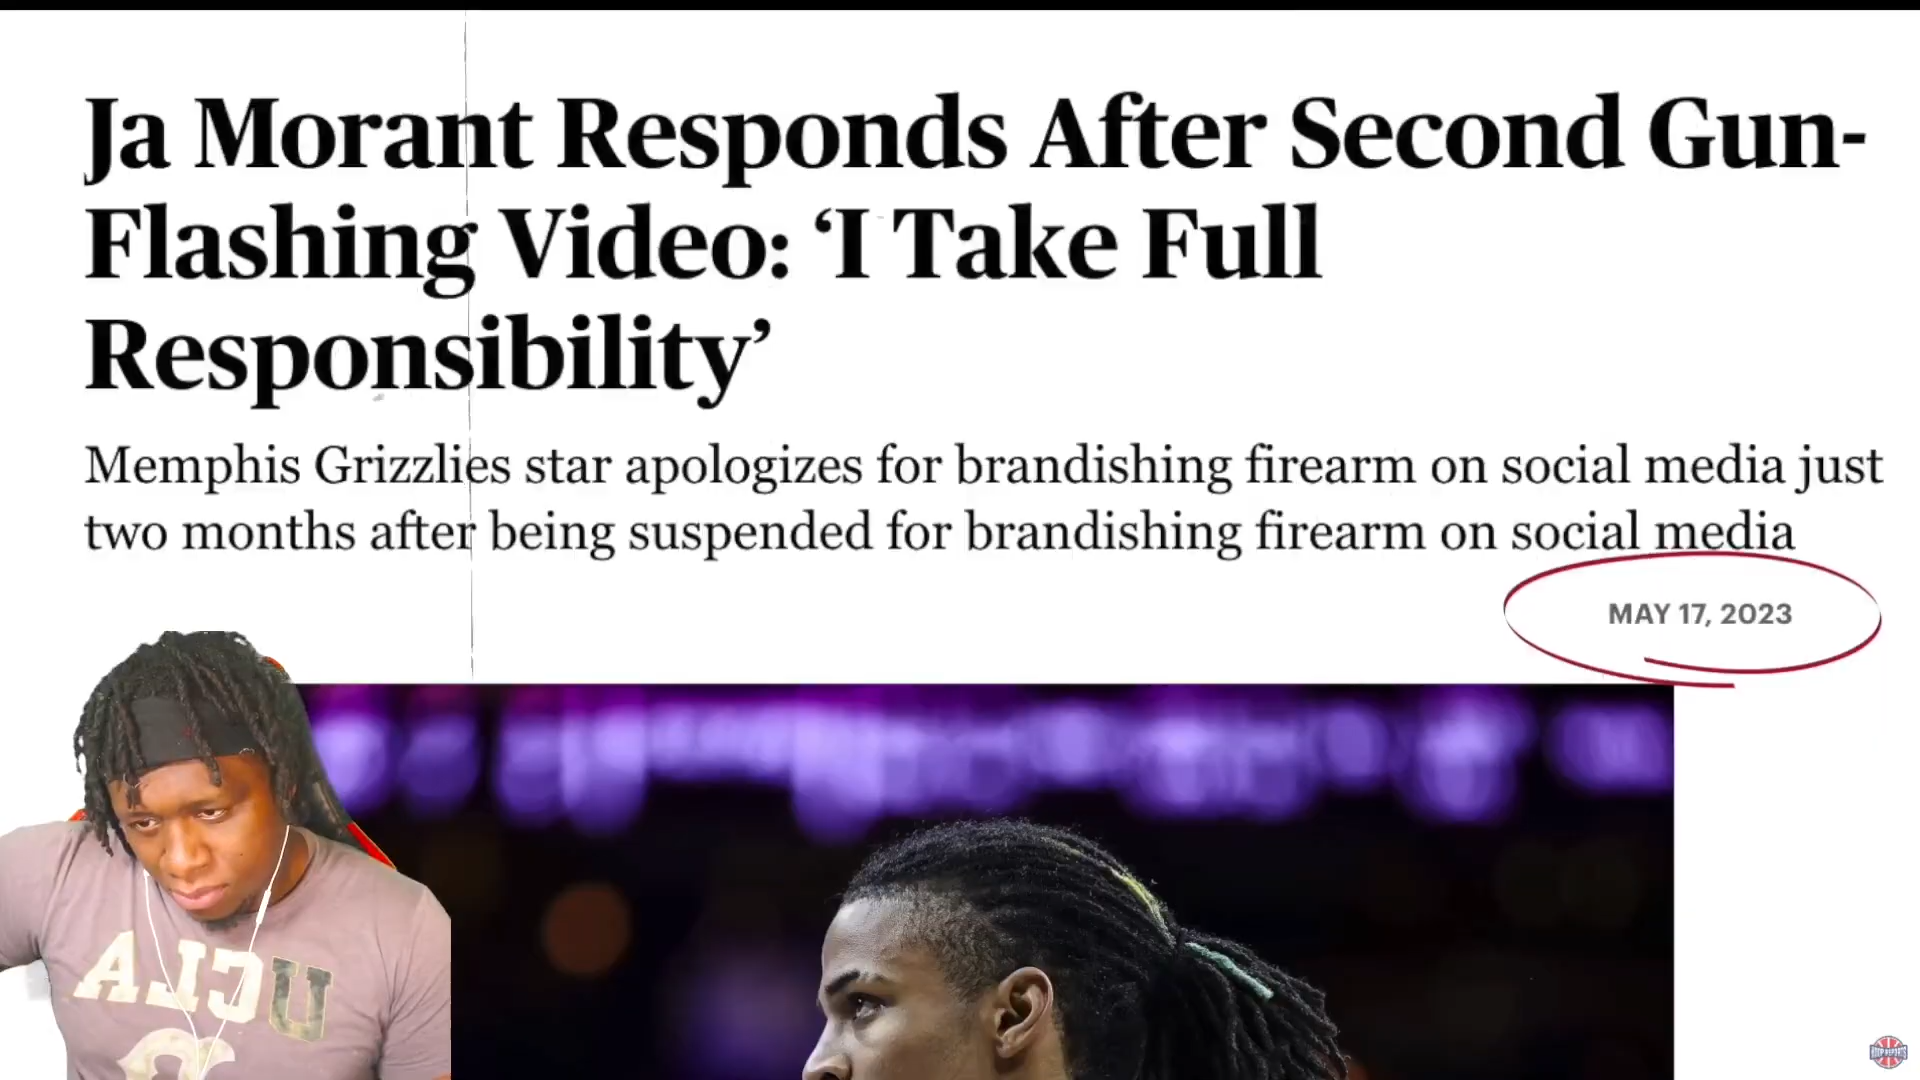 Ja Morant Responds After Second Gun-
Flashing Video: ‘I Take Full
Responsibility’
Memphis Grizzlies star apologizes for brandishing firearm on social media just
two months after being suspended for brandishing firearm on social media
MAY 17, 2023
UCLA